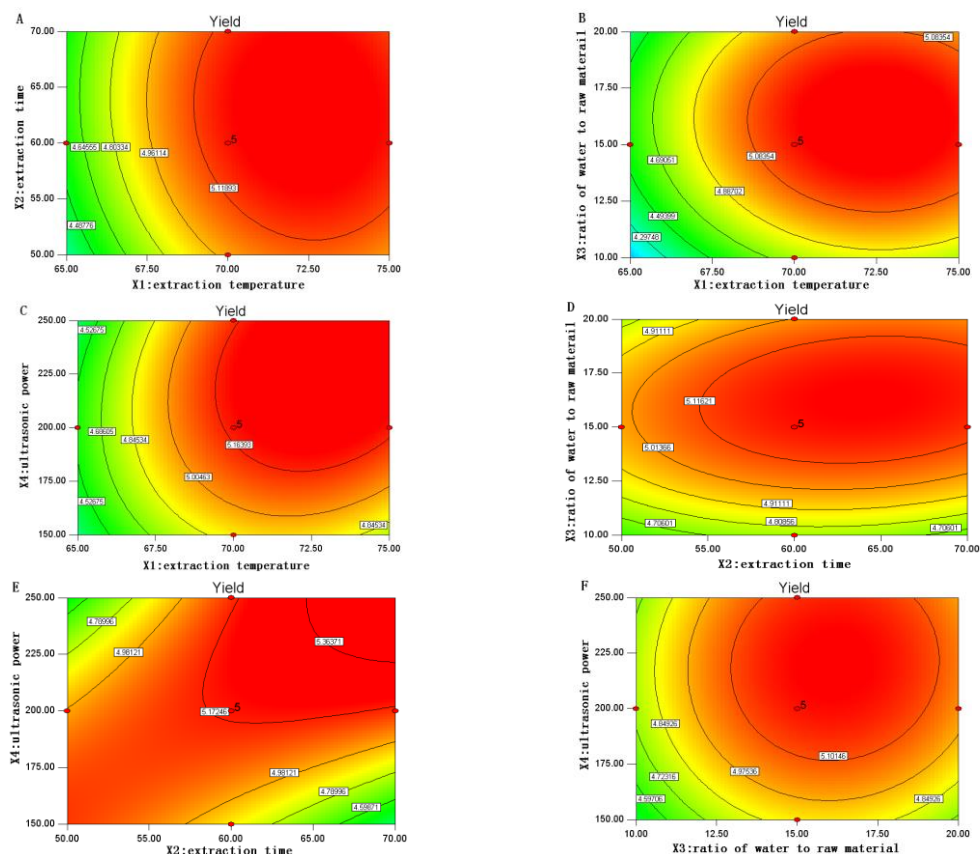 A
Yield
70.00
65.00
60.00
55.00
50.00
X2:extraction time
4.64555
4.80334
4.96114
5.11893
4.48776
5
65.00 67.50 70.00 72.50 75.00
X1:extraction temperature
B
Yield
20.00
17.50
15.00
12.50
10.00
X3:ratio of water to raw materail
5.08354
4.69051
4.88702
5.08354
4.49399
4.29748
5
65.00 67.50 70.00 72.50 75.00
X1:extraction temperature
C
Yield
250.00
225.00
200.00
175.00
150.00
X4:ultrasonic power
4.52675
4.68605
4.84534
5.16393
5.00463
4.52675
4.84534
5
65.00 67.50 70.00 72.50 75.00
X1:extraction temperature
D
Yield
20.00
17.50
15.00
12.50
10.00
X3:ratio of water to raw materail
4.91111
5.11621
5.01366
4.91111
4.80856
4.70601
4.70601
5
50.00 55.00 60.00 65.00 70.00
X2:extraction time
E
Yield
250.00
225.00
200.00
175.00
150.00
X4:ultrasonic power
4.78996
4.98121
5.36371
5.17246
4.98121
4.78996
4.59871
5
50.00 55.00 60.00 65.00 70.00
X2:extraction time
F
Yield
250.00
225.00
200.00
175.00
150.00
X4:ultrasonic power
4.84926
5.10146
4.97536
4.72316
4.59706
4.84926
5
10.00 12.50 15.00 17.50 20.00
X3:ratio of water to raw material